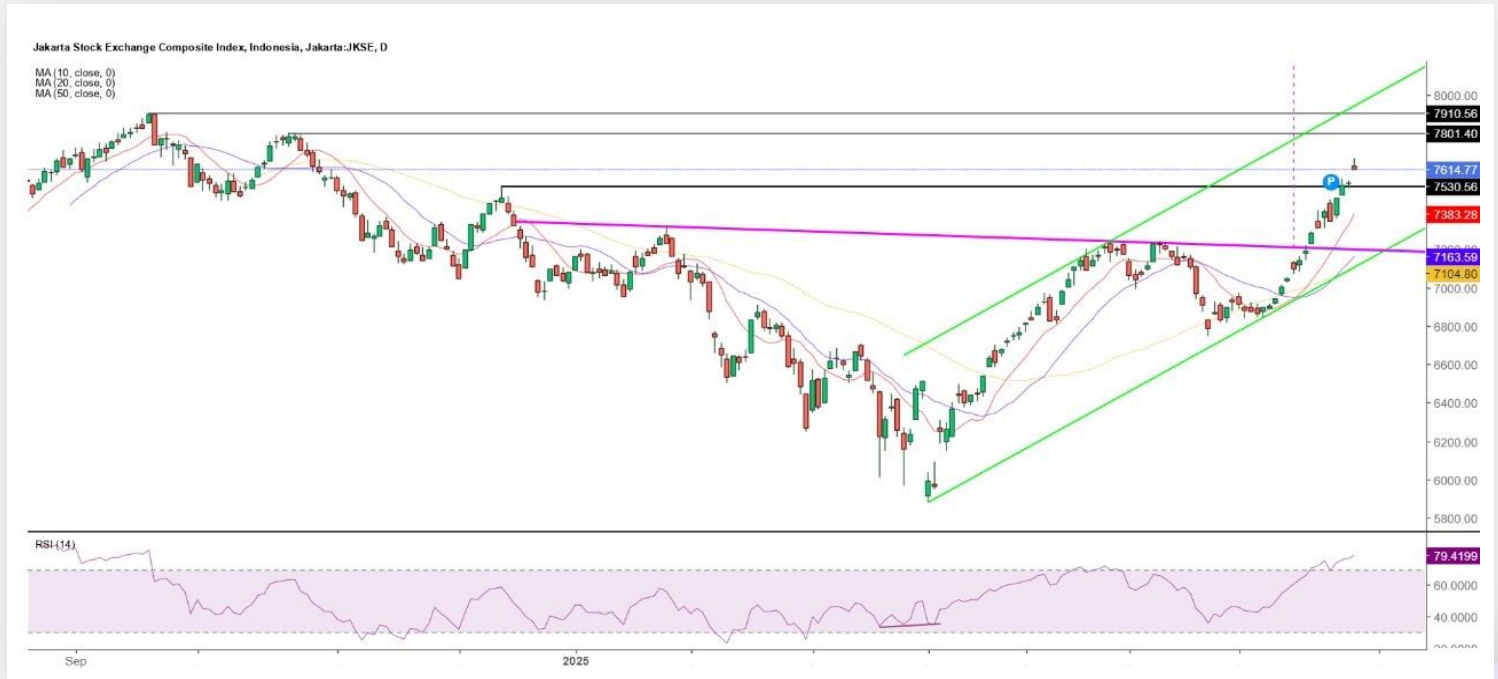 Jakarta Stock Exchange Composite Index, Indonesia, Jakarta:JKSE, D
MA (10, close, 0)
MA (20, close, 0)
MA (50, close, 0)
8000.00
7910.56
7801.40
7614.77
P
7530.56
7383.28
7163.59
7104.80
7000.00
6800.00
6600.00
6400.00
6200.00
6000.00
5800.00
RSI (14)
79.4199
60.0000
40.0000
Sep
2025